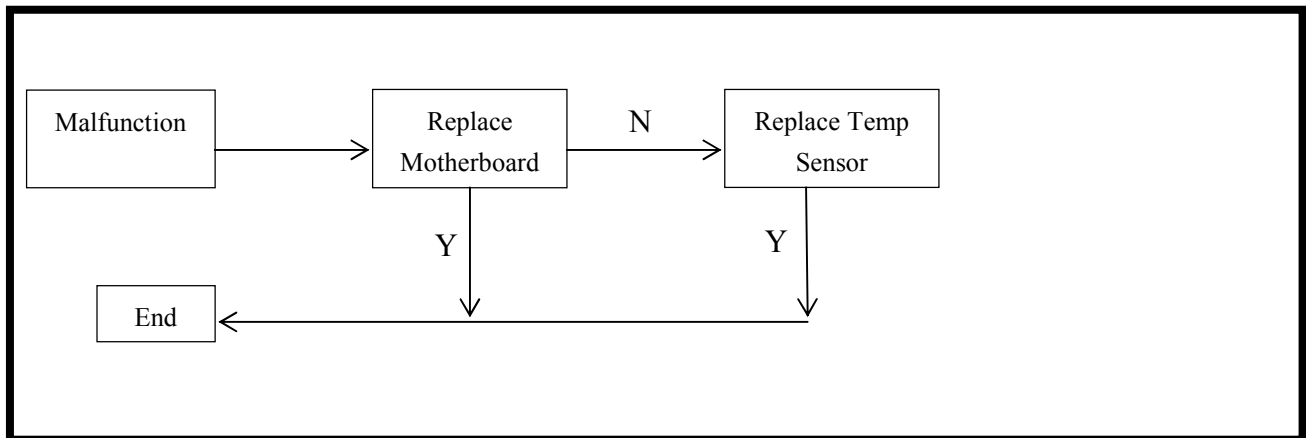 Malfunction
Replace
Motherboard
N
Replace Temp
Sensor
Y
Y
End